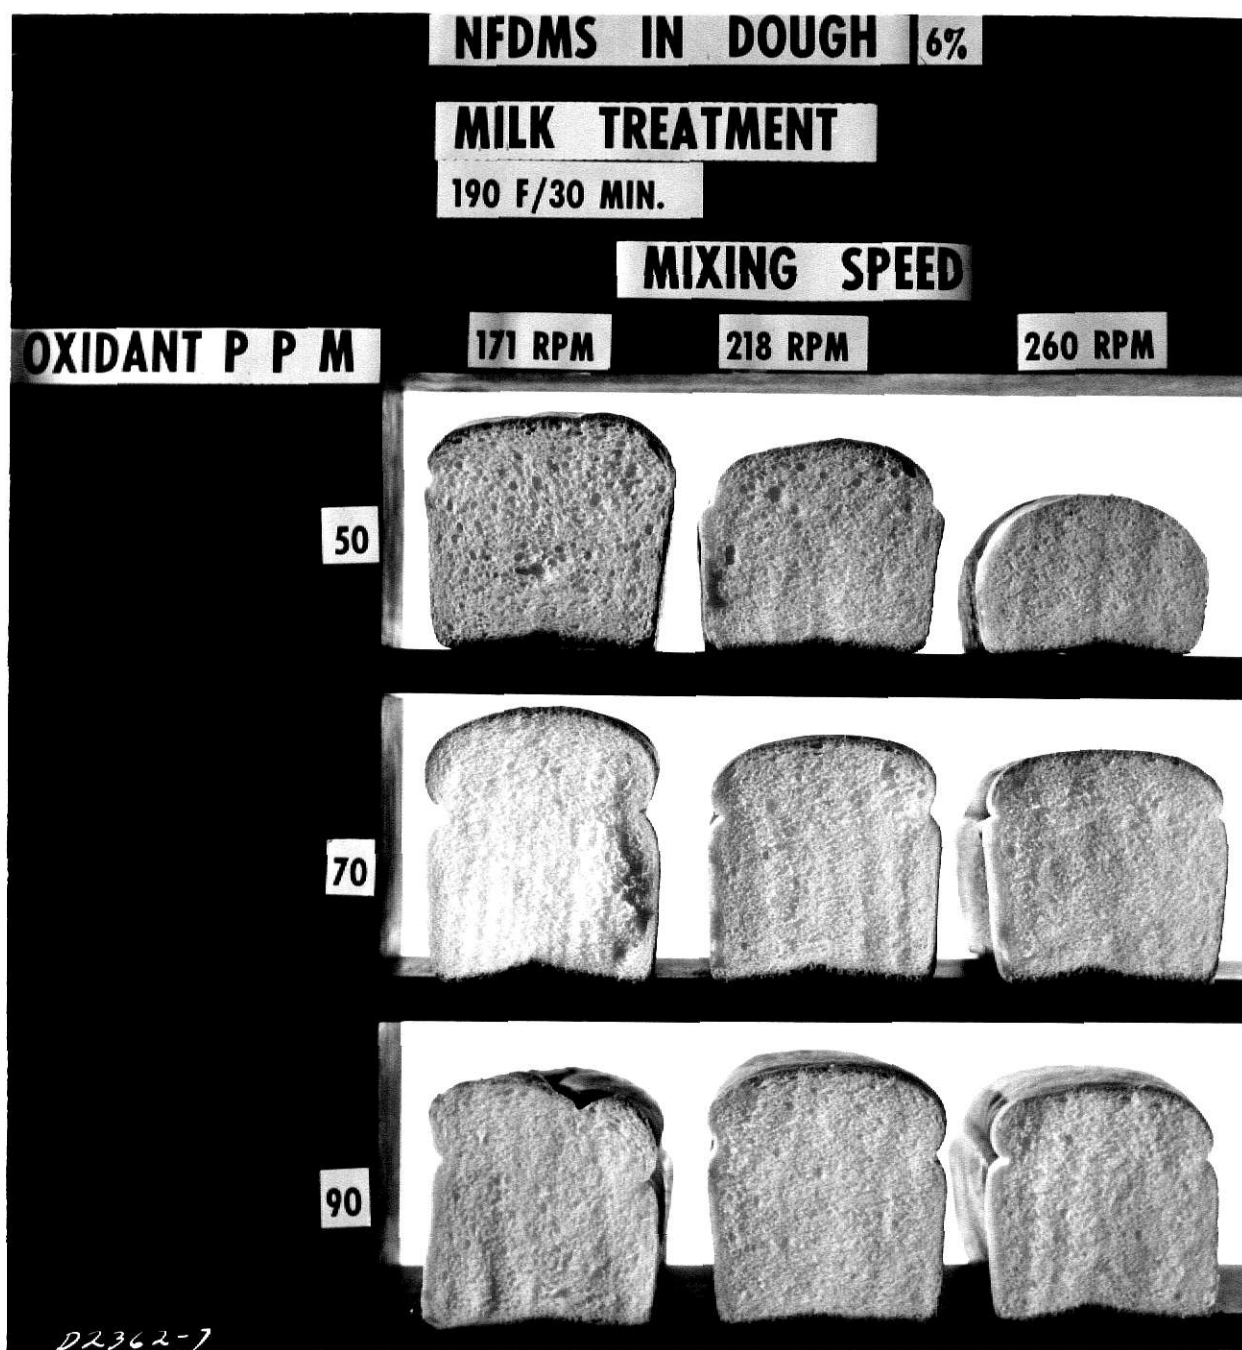 NFDMS IN DOUGH 6%
MILK TREATMENT
190 F/30 MIN.
MIXING SPEED
OXIDANT P P M 171 RPM 218 RPM 260 RPM
50
70
90
D2362-7